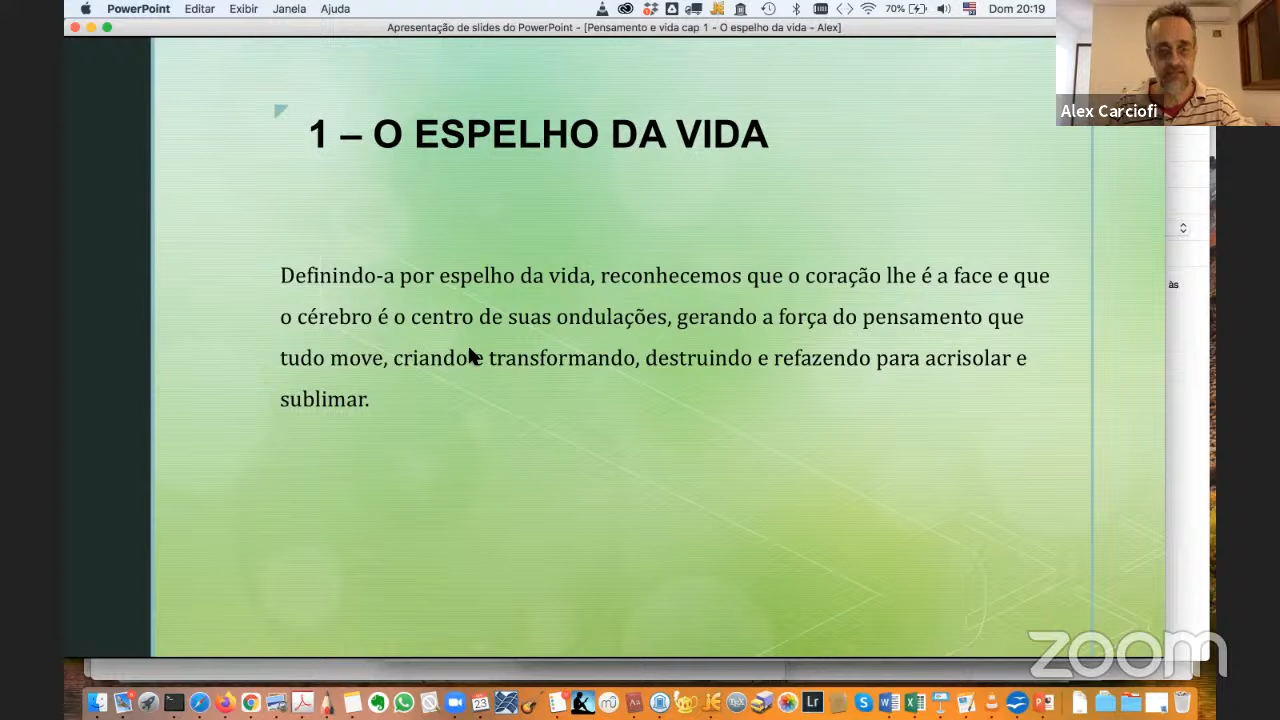 PowerPoint Editar Exibir Janela Ajuda 70% Dom 20:19
Apresentação de slides do PowerPoint - [Pensamento e vida cap 1 - O espelho da vida - Alex]
Alex Carciofi
1 – O ESPELHO DA VIDA
às
Definindo-a por espelho da vida, reconhecemos que o coração lhe é a face e que
o cérebro é o centro de suas ondulações, gerando a força do pensamento que
tudo move, criando e transformando, destruindo e refazendo para acrisolar e
sublimar.
zoom
23
Lr